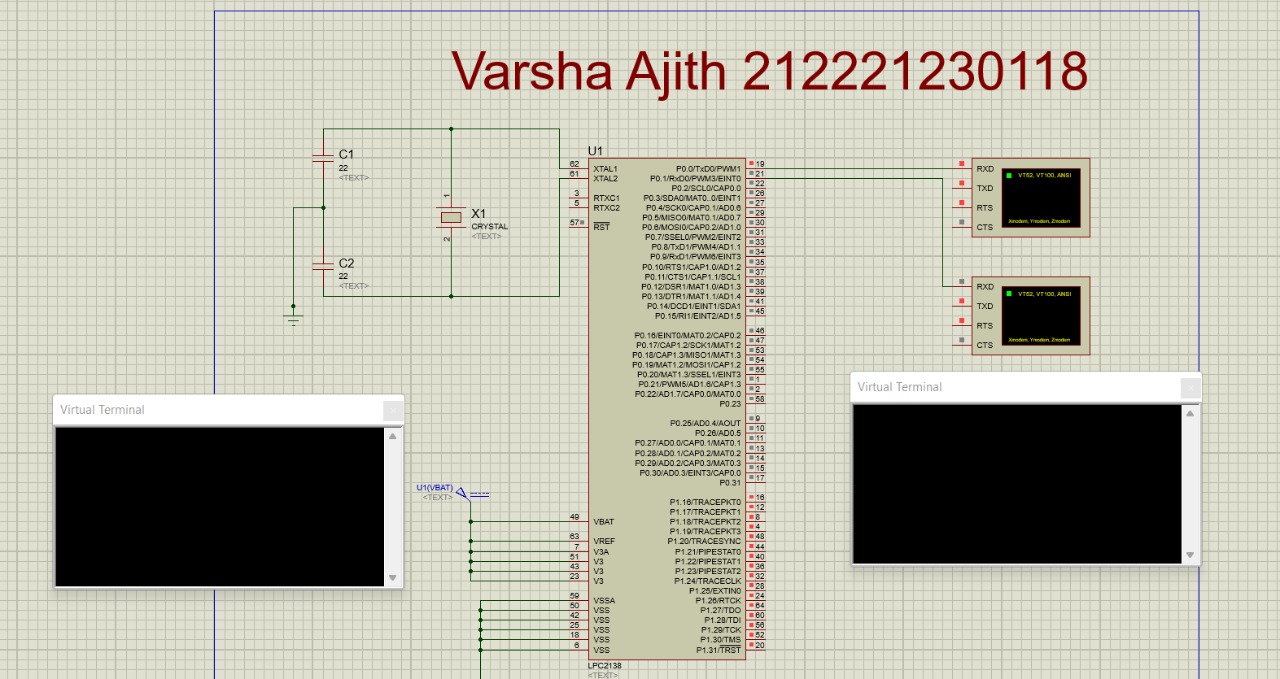 Varsha Ajith 212221230118
C1
22
<TEXT>
C2
22
<TEXT>
1
X1
CRYSTAL
<TEXT>
2
U1
62 XTAL1
61 XTAL2
3 RTXC1
5 RTXC2
57 RST
49 VBAT
63 VREF
7 V3A
51 V3
43 V3
23 V3
59 VSSA
50 VSS
42 VSS
25 VSS
18 VSS
6 VSS
P0.0/TxD0/PWM1 19
P0.1/RxD0/PWM3/EINT0 21
P0.2/SCL0/CAP0.0 22
P0.3/SDA0/MAT0..0/EINT1 26
P0.4/SCK0/CAP0.1/AD0.6 27
P0.5/MISO0/MAT0.1/AD0.7 29
P0.6/MOSI0/CAP0.2/AD1.0 30
P0.7/SSEL0/PWM2/EINT2 31
P0.8/TxD1/PWM4/AD1.1 33
P0.9/RxD1/PWM6/EINT3 34
P0.10/RTS1/CAP1.0/AD1.2 35
P0.11/CTS1/CAP1.1/SCL1 37
P0.12/DSR1/MAT1.0/AD1.3 38
P0.13/DTR1/MAT1.1/AD1.4 39
P0.14/DCD1/EINT1/SDA1 41
P0.15/RI1/EINT2/AD1.5 45
P0.16/EINT0/MAT0.2/CAP0.2 46
P0.17/CAP1.2/SCK1/MAT1.2 47
P0.18/CAP1.3/MISO1/MAT1.3 53
P0.19/MAT1.2/MOSI1/CAP1.2 54
P0.20/MAT1.3/SSEL1/EINT3 55
P0.21/PWM5/AD1.6/CAP1.3 1
P0.22/AD1.7/CAP0.0/MAT0.0 2
P0.23 58
P0.25/AD0.4/AOUT 9
P0.26/AD0.5 10
P0.27/AD0.0/CAP0.1/MAT0.1 11
P0.28/AD0.1/CAP0.2/MAT0.2 13
P0.29/AD0.2/CAP0.3/MAT0.3 14
P0.30/AD0.3/EINT3/CAP0.0 15
P0.31 17
P1.16/TRACEPKT0 16
P1.17/TRACEPKT1 12
P1.18/TRACEPKT2 8
P1.19/TRACEPKT3 4
P1.20/TRACESYNC 48
P1.21/PIPESTAT0 44
P1.22/PIPESTAT1 40
P1.23/PIPESTAT2 36
P1.24/TRACECLK 32
P1.25/EXTIN0 28
P1.26/RTCK 24
P1.27/TDO 64
P1.28/TDI 60
P1.29/TCK 56
P1.30/TMS 52
P1.31/TRST 20
LPC2138
<TEXT>
U1(VBAT)
<TEXT>
RXD
TXD
RTS
CTS
VT52, VT100, ANSI
Xmodem, Ymodem, Zmodem
RXD
TXD
RTS
CTS
VT52, VT100, ANSI
Xmodem, Ymodem, Zmodem
Virtual Terminal
Virtual Terminal